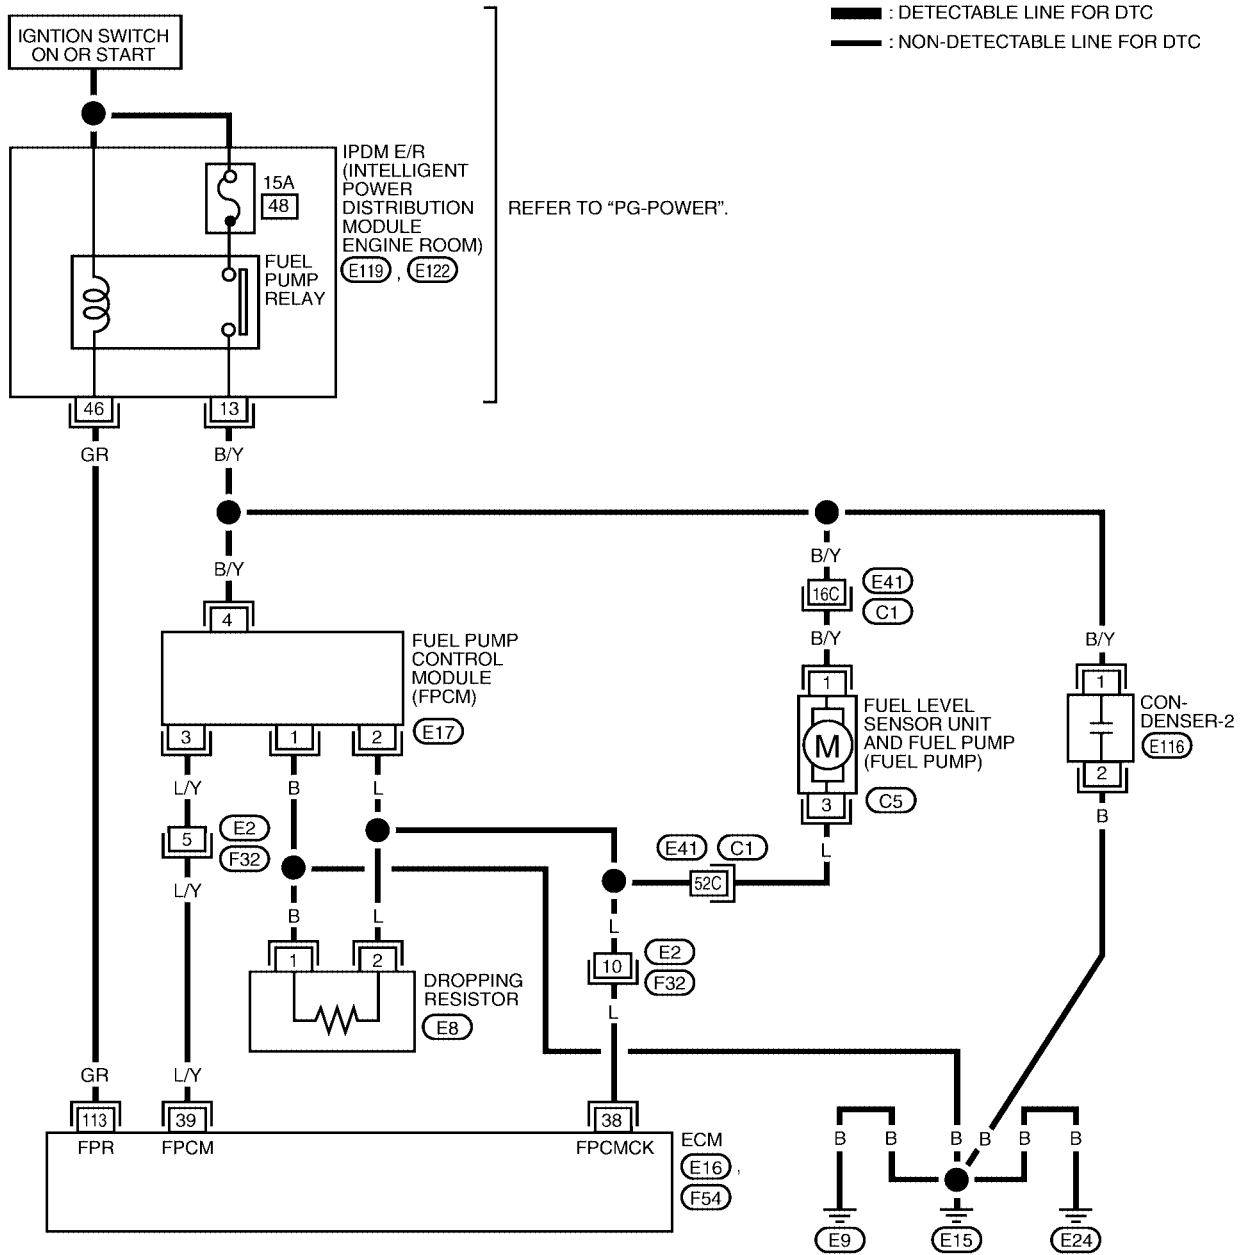 IGNTION SWITCH
ON OR START
: DETECTABLE LINE FOR DTC
: NON-DETECTABLE LINE FOR DTC
IPDM E/R
(INTELLIGENT
POWER
DISTRIBUTION
MODULE
ENGINE ROOM)
E119 , E122
15A
48
REFER TO “PG-POWER”.
FUEL
PUMP
RELAY
46
13
GR
B/Y
B/Y
4
FUEL PUMP
CONTROL
MODULE
(FPCM)
E17
3
1
2
B/Y
16C
E41
C1
B/Y
1
FUEL LEVEL
SENSOR UNIT
AND FUEL PUMP
(FUEL PUMP)
M
3
C5
B/Y
1
CON-
DENSER-2
E116
2
B
L/Y
B
L
5
E2
F32
L/Y
B
L
L
E41
C1
52C
L
10
E2
F32
L
1
2
DROPPING
RESISTOR
E8
GR
L/Y
113
39
38
FPR
FPCM
FPCMCK
ECM
E16 ,
F54
B
B
B
B
B
B
E9
E15
E24